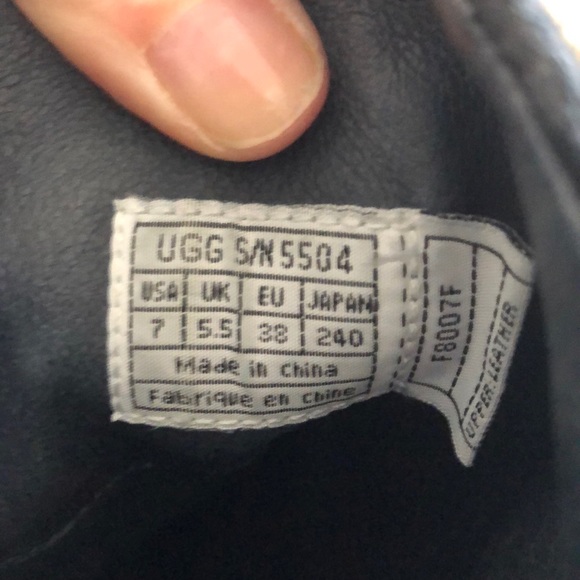 UGG S/N 5504
USA UK EU JAPAN
7 5.5 38 240
Made in China
Fabriqué en Chine
F8007F
UPPER-LEATHER